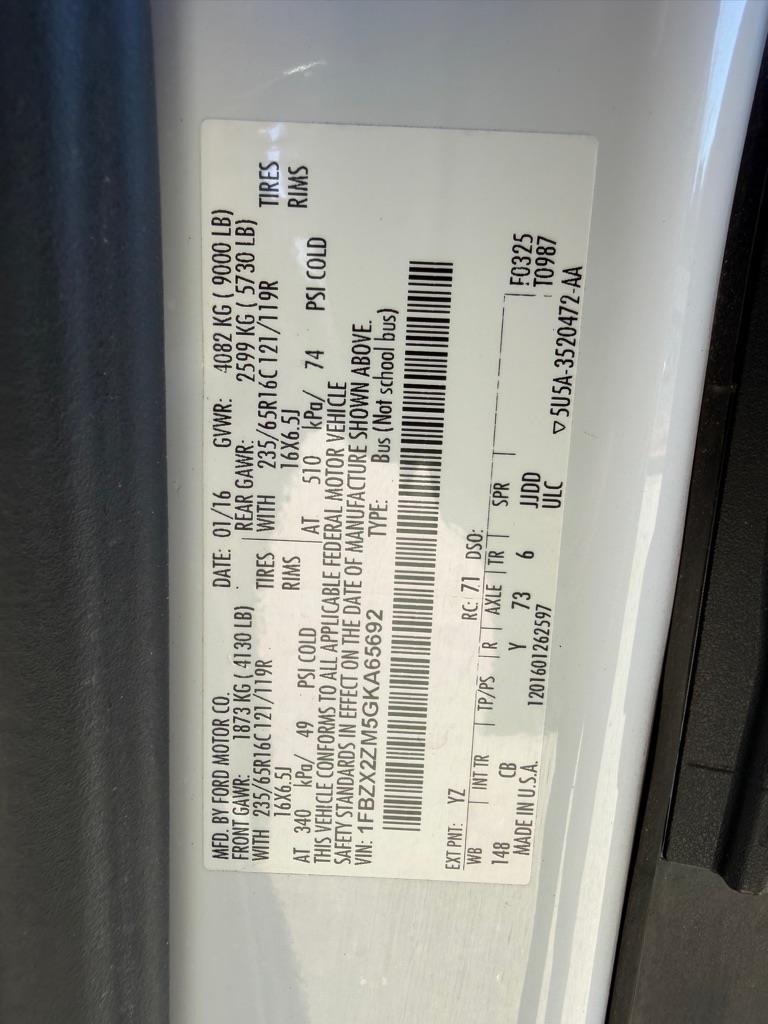 MFD. BY FORD MOTOR CO. DATE: 01/16 GVWR: 4082 KG ( 9000 LB)
FRONT GAWR: 1873 KG ( 4130 LB) REAR GAWR: 2599 KG ( 5730 LB)
WITH 235/65R16C 121/119R TIRES WITH 235/65R16C 121/119R TIRES
16X6.5J RIMS 16X6.5J RIMS
AT 340 kPa/ 49 PSI COLD AT 510 kPa/ 74 PSI COLD
THIS VEHICLE CONFORMS TO ALL APPLICABLE FEDERAL MOTOR VEHICLE
SAFETY STANDARDS IN EFFECT ON THE DATE OF MANUFACTURE SHOWN ABOVE.
VIN: 1FBZX2ZM5GKA65692 TYPE: Bus (Not school bus)
EXT PNT: YZ RC: 71 DSO:
WB INT TR TP/PS R AXLE TR SPR
148 CB Y 73 6 JJDD F0325
MADE IN U.S.A. 1201601262597 ULC T0987
▽5U5A-3520472-AA